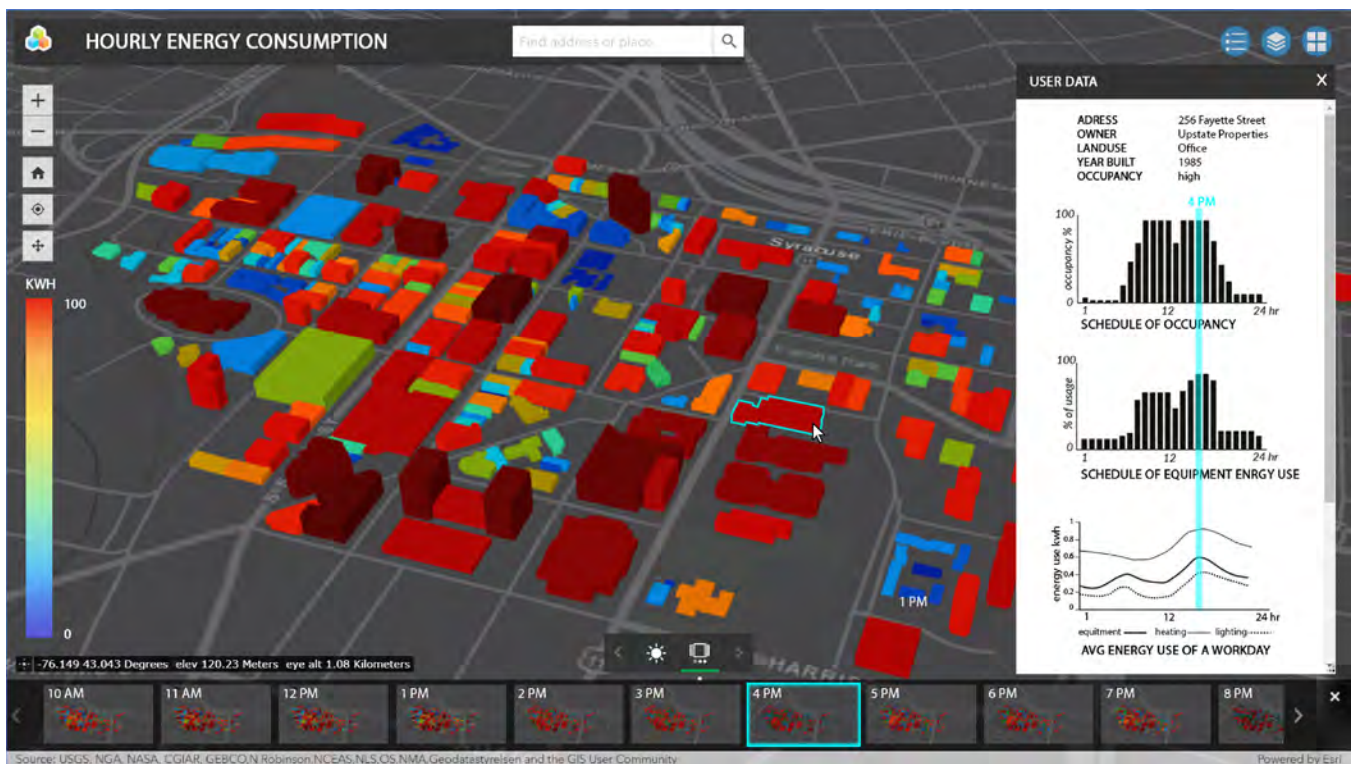 HOURLY ENERGY CONSUMPTION
Find address or place
USER DATA X
ADRESS 256 Fayette Street
OWNER Upstate Properties
LANDUSE Office
YEAR BUILT 1985
OCCUPANCY high
4 PM
100
occupancy %
0
1 12 24 hr
SCHEDULE OF OCCUPANCY
100
% of usage
0
1 12 24 hr
SCHEDULE OF EQUIPMENT ENRGY USE
1
0.8
0.6
0.4
0.2
0
energy use kwh
1 12 24 hr
equitment heating lighting
AVG ENERGY USE OF A WORKDAY
KWH
100
0
Syracuse
1 PM
HARRIS
-76.149 43.043 Degrees elev 120.23 Meters eye alt 1.08 Kilometers
10 AM 11 AM 12 PM 1 PM 2 PM 3 PM 4 PM 5 PM 6 PM 7 PM 8 PM
Source: USGS, NGA, NASA, CGIAR, GEBCO,N Robinson,NCEAS,NLS,OS,NMA,Geodatastyrelsen and the GIS User Community
Powered by Esri